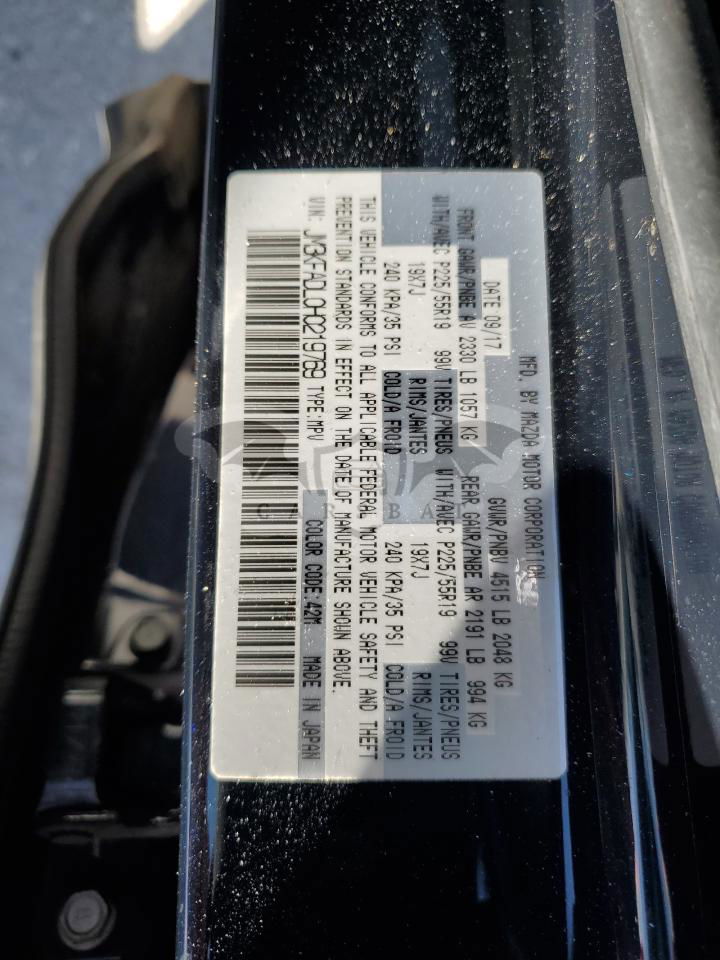 MFD. BY MAZDA MOTOR CORPORATION
DATE 09/17 GVWR/PNBV 4515 LB 2048 KG
FRONT GAWR/PNBE AV 2330 LB 1057 KG REAR GAWR/PNBE AR 2191 LB 994 KG
WITH/AVEC P225/55R19 99V TIRES/PNEUS WITH/AVEC P225/55R19 99V TIRES/PNEUS
19X7J RIMS/JANTES 19X7J RIMS/JANTES
240 KPA/35 PSI COLD/A FROID 240 KPA/35 PSI COLD/A FROID
THIS VEHICLE CONFORMS TO ALL APPLICABLE FEDERAL MOTOR VEHICLE SAFETY AND THEFT
PREVENTION STANDARDS IN EFFECT ON THE DATE OF MANUFACTURE SHOWN ABOVE.
VIN: JM3KFADL0H0219769 TYPE:MPV COLOR CODE:42M MADE IN JAPAN
CAR BAT